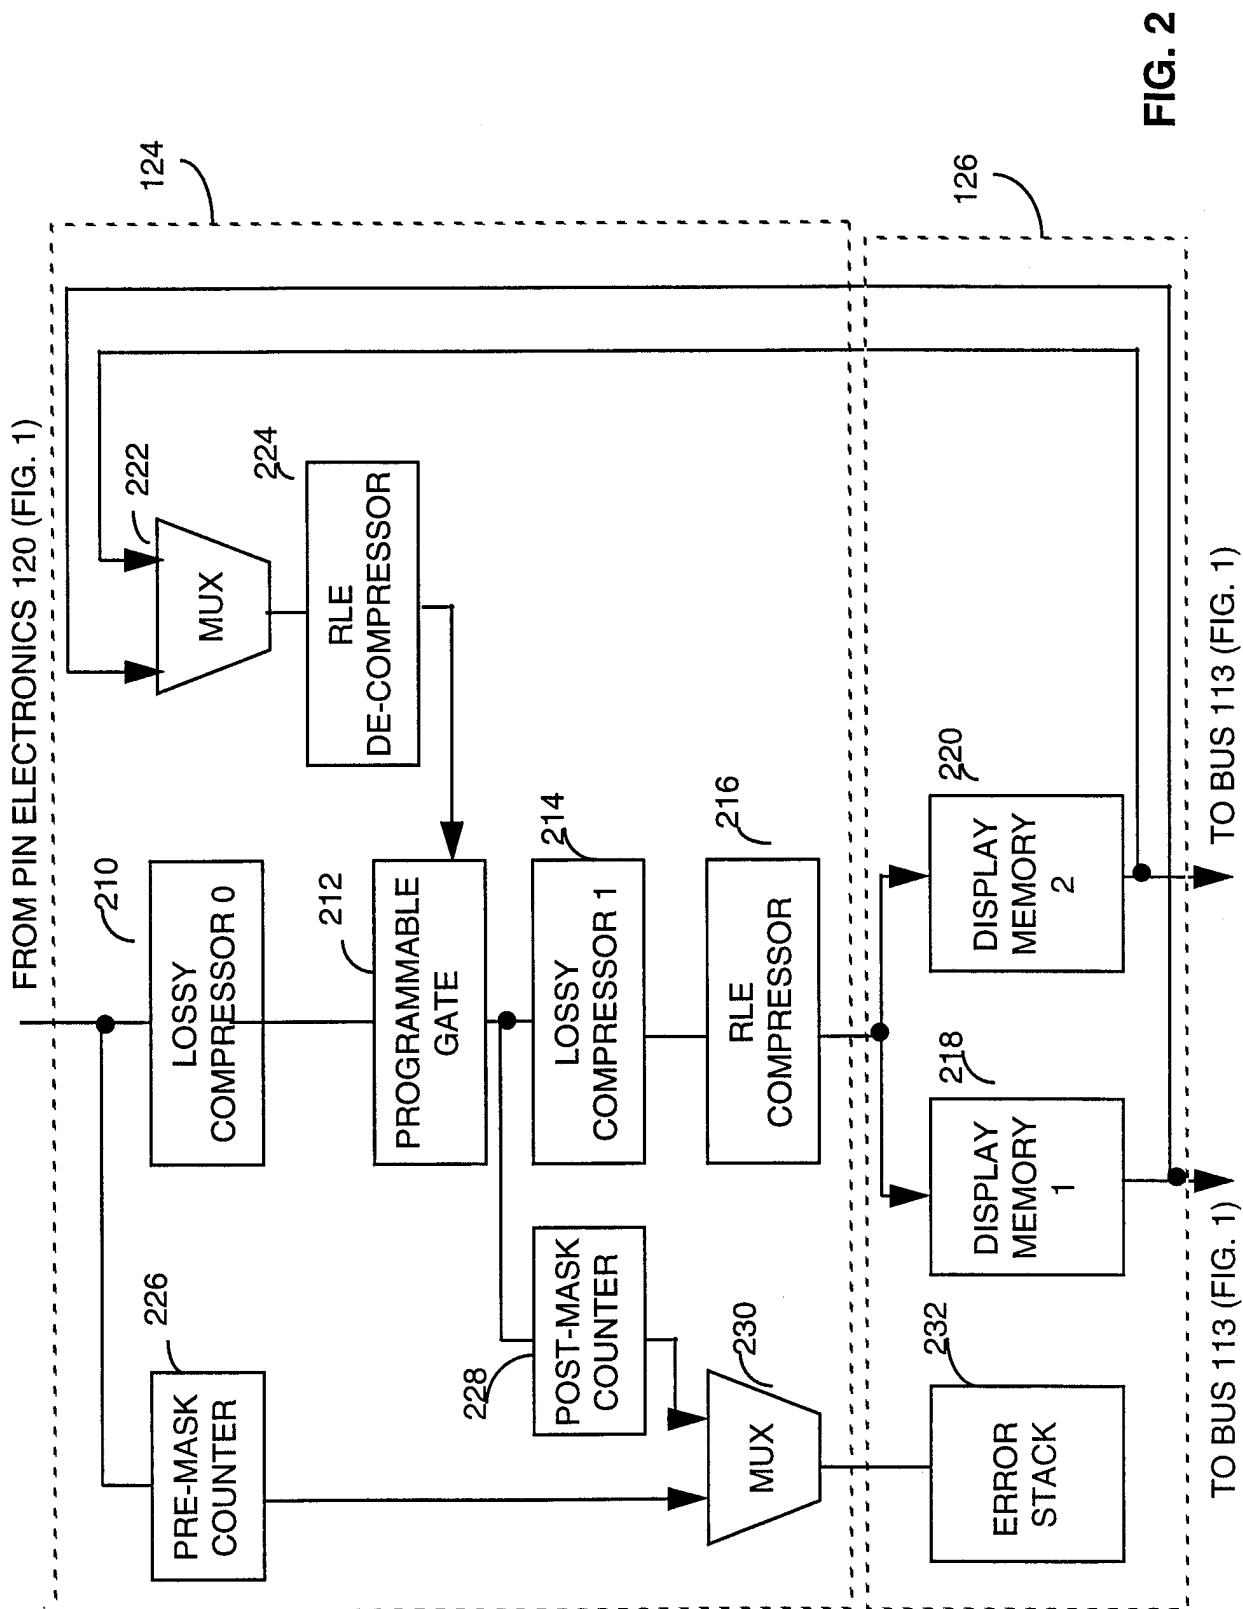 FROM PIN ELECTRONICS 120 (FIG. 1)
124
226
PRE-MASK
COUNTER
210
LOSSY
COMPRESSOR 0
222
MUX
224
RLE
DE-COMPRESSOR
212
PROGRAMMABLE
GATE
228
POST-MASK
COUNTER
214
LOSSY
COMPRESSOR 1
230
MUX
216
RLE
COMPRESSOR
126
232
ERROR
STACK
218
DISPLAY
MEMORY
1
220
DISPLAY
MEMORY
2
TO BUS 113 (FIG. 1)
TO BUS 113 (FIG. 1)
FIG. 2